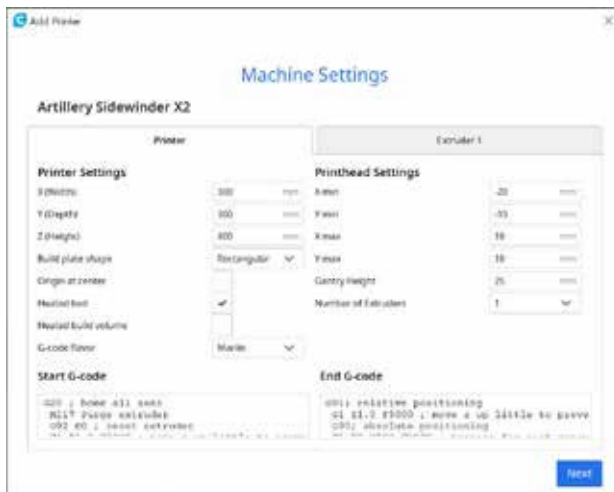 Add Printer
Machine Settings
Artillery Sidewinder X2
Printer
Extruder 1
Printer Settings
X (Width) 300 mm
Y (Depth) 300 mm
Z (Height) 400 mm
Build plate shape Rectangular
Origin at center
Heated bed
Heated build volume
G-code flavor Marlin
Printhead Settings
X min -20 mm
Y min mm
X max 10 mm
Y max 10 mm
Gantry Height 25 mm
Number of Extruders 1
Start G-code
; home all axes
M117 Purge extruder
G92 E0 ; reset extruder
End G-code
; relative positioning
G1 Z1.0 F3000 ; move z up little to preve
G90; absolute positioning
Next